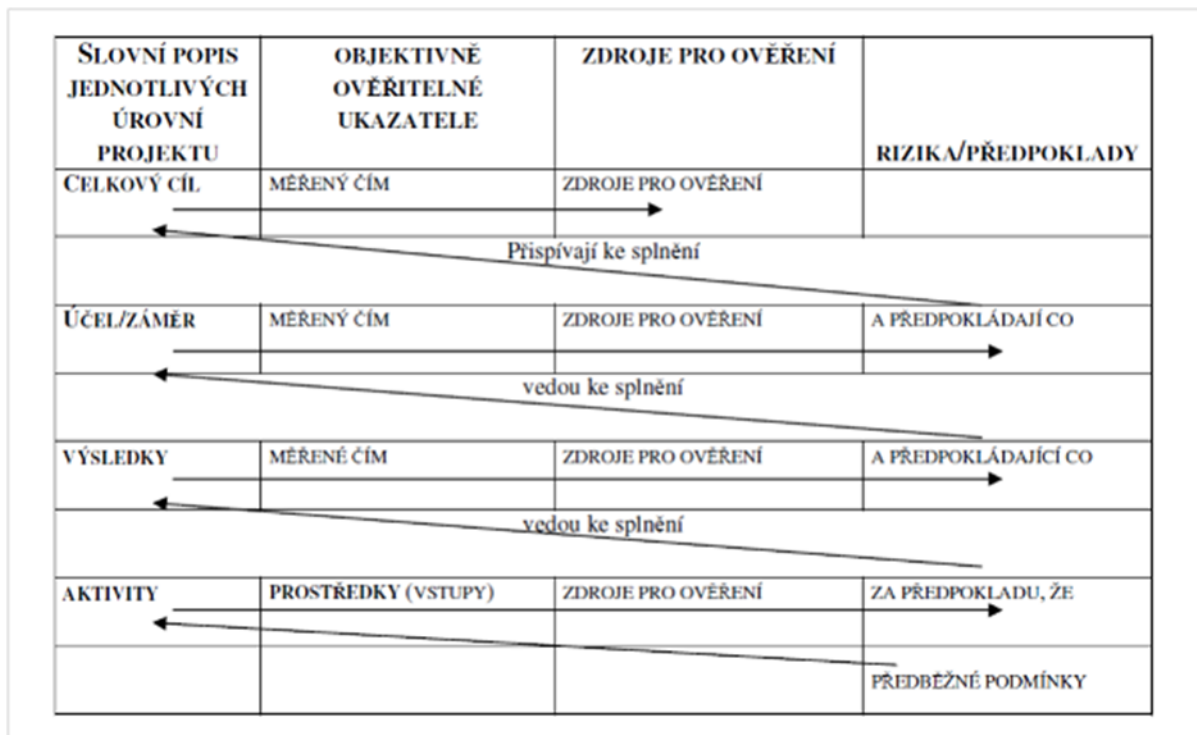 SLOVNÍ POPIS
JEDNOTLIVÝCH
ÚROVNÍ
PROJEKTU
OBJEKTIVNĚ
OVĚŘITELNÉ
UKAZATELE
ZDROJE PRO OVĚŘENÍ
RIZIKA/PŘEDPOKLADY
CELKOVÝ CÍL
MĚŘENÝ ČÍM
ZDROJE PRO OVĚŘENÍ
Přispívají ke splnění
ÚČEL/ZÁMĚR
MĚŘENÝ ČÍM
ZDROJE PRO OVĚŘENÍ
A PŘEDPOKLÁDAJÍ CO
vedou ke splnění
VÝSLEDKY
MĚŘENÉ ČÍM
ZDROJE PRO OVĚŘENÍ
A PŘEDPOKLÁDAJÍCÍ CO
vedou ke splnění
AKTIVITY
PROSTŘEDKY (VSTUPY)
ZDROJE PRO OVĚŘENÍ
ZA PŘEDPOKLADU, ŽE
PŘEDBĚŽNÉ PODMÍNKY